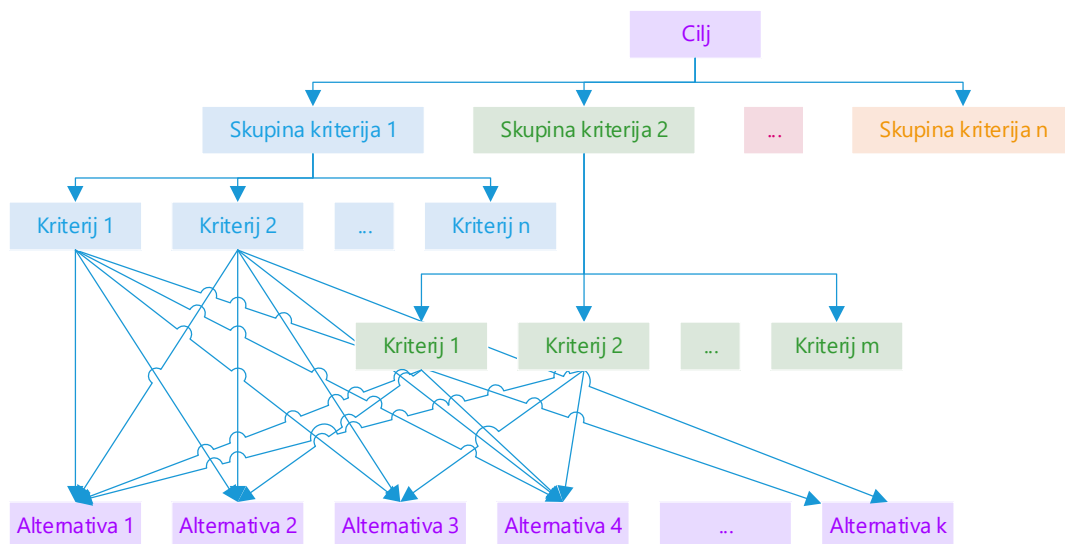 Cilj
Skupina kriterija 1
Skupina kriterija 2
...
Skupina kriterija n
Kriterij 1
Kriterij 2
...
Kriterij n
Kriterij 1
Kriterij 2
...
Kriterij m
Alternativa 1
Alternativa 2
Alternativa 3
Alternativa 4
...
Alternativa k